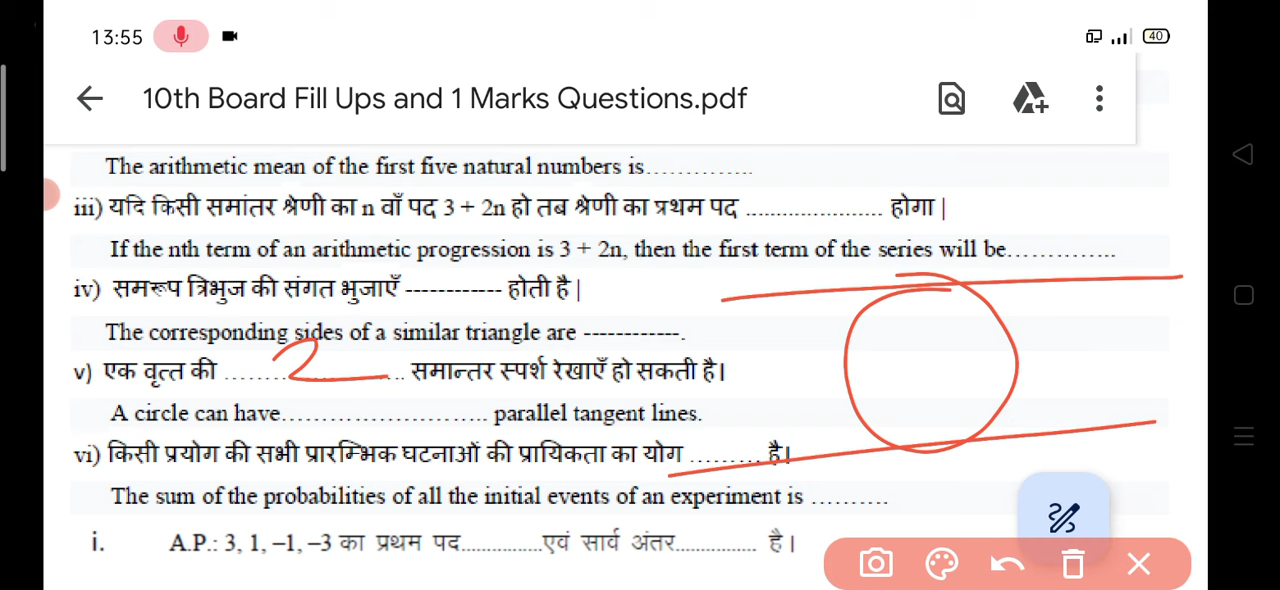 13:55 40
10th Board Fill Ups and 1 Marks Questions.pdf
The arithmetic mean of the first five natural numbers is..............
iii) यदि किसी समांतर श्रेणी का n वाँ पद 3 + 2n हो तब श्रेणी का प्रथम पद ....................... होगा |
If the nth term of an arithmetic progression is 3 + 2n, then the first term of the series will be..............
iv) समरूप त्रिभुज की संगत भुजाएँ ------------ होती है |
The corresponding sides of a similar triangle are ------------.
v) एक वृत्त की ........2........ समान्तर स्पर्श रेखाएँ हो सकती है।
A circle can have.......................... parallel tangent lines.
vi) किसी प्रयोग की सभी प्रारम्भिक घटनाओं की प्रायिकता का योग ......... है।
The sum of the probabilities of all the initial events of an experiment is ..........
i. A.P.: 3, 1, –1, –3 का प्रथम पद...............एवं सार्व अंतर............... है |